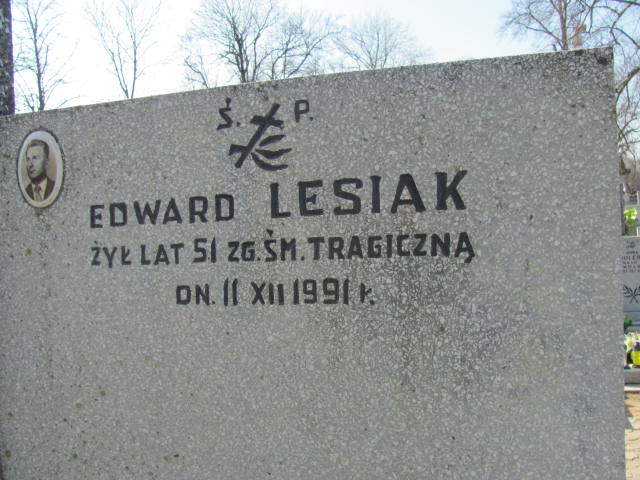 Ś. P.
EDWARD LESIAK
ŻYŁ LAT 51 ZG.ŚM.TRAGICZNĄ
DN. 11 XII 1991 r.